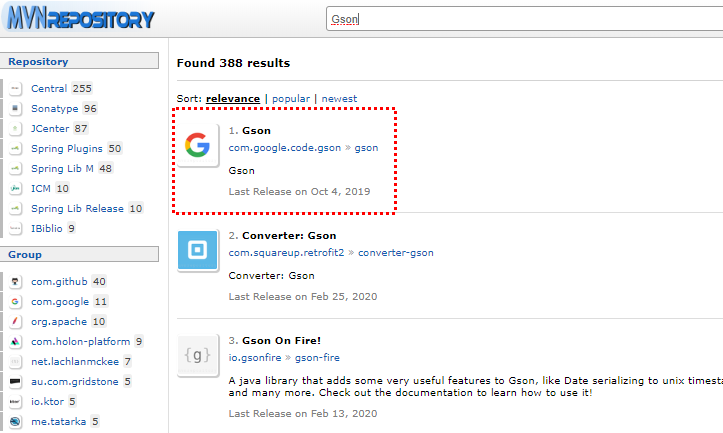 MVNREPOSITORY
Gson
Repository
Central 255
Sonatype 96
JCenter 87
Spring Plugins 50
Spring Lib M 48
ICM 10
Spring Lib Release 10
IBiblio 9
Group
com.github 40
com.google 11
org.apache 10
com.holon-platform 9
net.lachlanmckee 7
au.com.gridstone 5
io.ktor 5
me.tatarka 5
Found 388 results
Sort: relevance | popular | newest
1. Gson
com.google.code.gson » gson
Gson
Last Release on Oct 4, 2019
2. Converter: Gson
com.squareup.retrofit2 » converter-gson
Converter: Gson
Last Release on Feb 25, 2020
{g}
3. Gson On Fire!
io.gsonfire » gson-fire
A java library that adds some very useful features to Gson, like Date serializing to unix timesta
and many more. Check out the documentation to learn how to use it!
Last Release on Feb 13, 2020